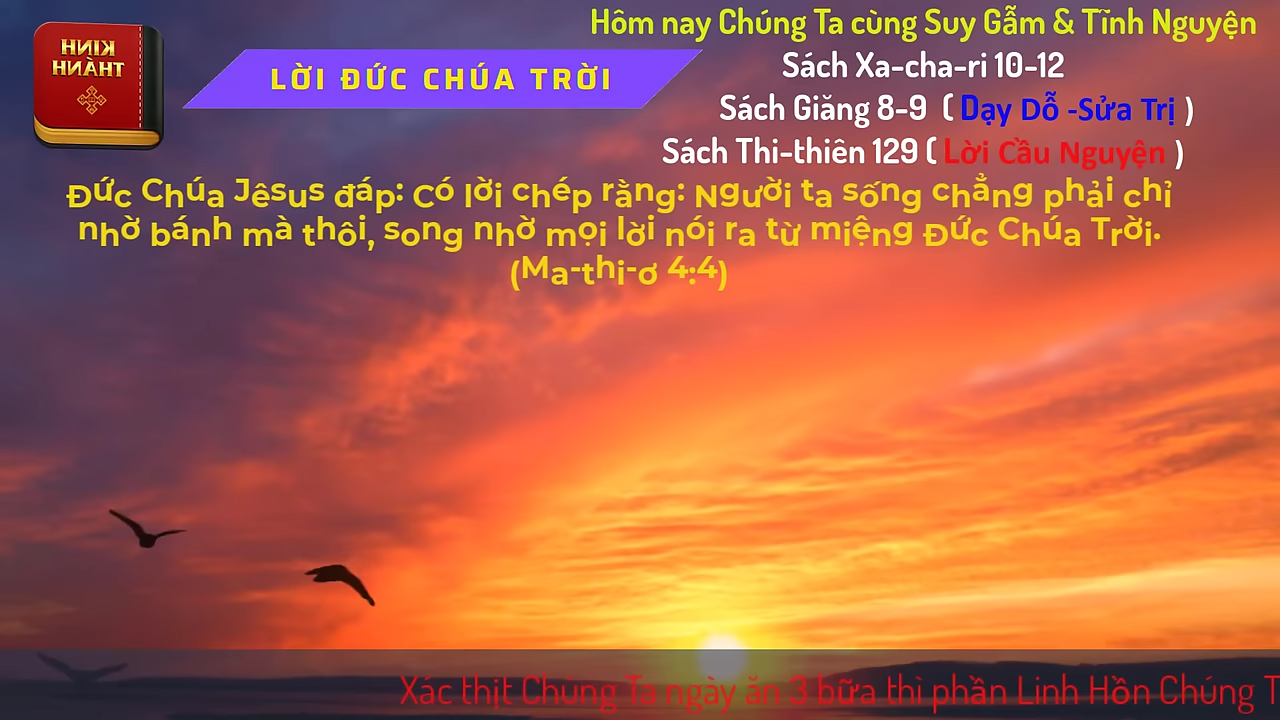 KINH
THÀNH
LỜI ĐỨC CHÚA TRỜI
Hôm nay Chúng Ta cùng Suy Gẫm & Tĩnh Nguyện
Sách Xa-cha-ri 10-12
Sách Giăng 8-9 ( Dạy Dỗ -Sửa Trị )
Sách Thi-thiên 129 ( Lời Cầu Nguyện )
Đức Chúa Jêsus đáp: Có lời chép rằng: Người ta sống chẳng phải chỉ
nhờ bánh mà thôi, song nhờ mọi lời nói ra từ miệng Đức Chúa Trời.
(Ma-thi-ơ 4:4)
Xác thịt Chúng Ta ngày ăn 3 bữa thì phần Linh Hồn Chúng T